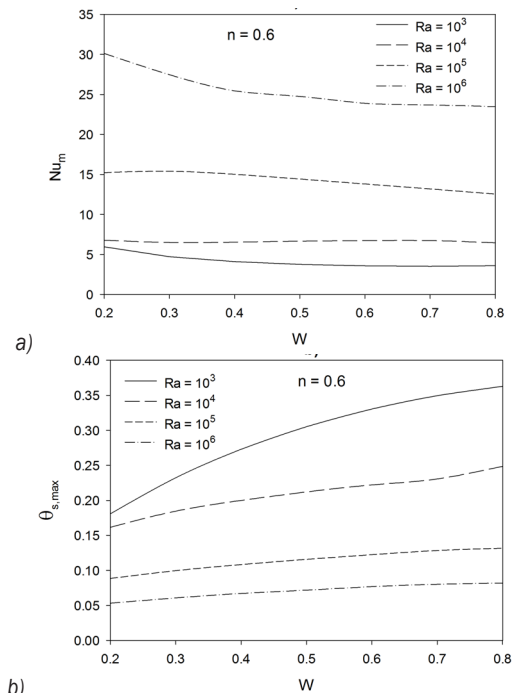 35
30
25
20
15
10
5
0
Nu_m
n = 0.6
Ra = 10³
Ra = 10⁴
Ra = 10⁵
Ra = 10⁶
0.2 0.3 0.4 0.5 0.6 0.7 0.8
W
a)
0.40
0.35
0.30
0.25
0.20
0.15
0.10
0.05
0.00
θ_s,max
Ra = 10³
Ra = 10⁴
Ra = 10⁵
Ra = 10⁶
n = 0.6
0.2 0.3 0.4 0.5 0.6 0.7 0.8
W
b)